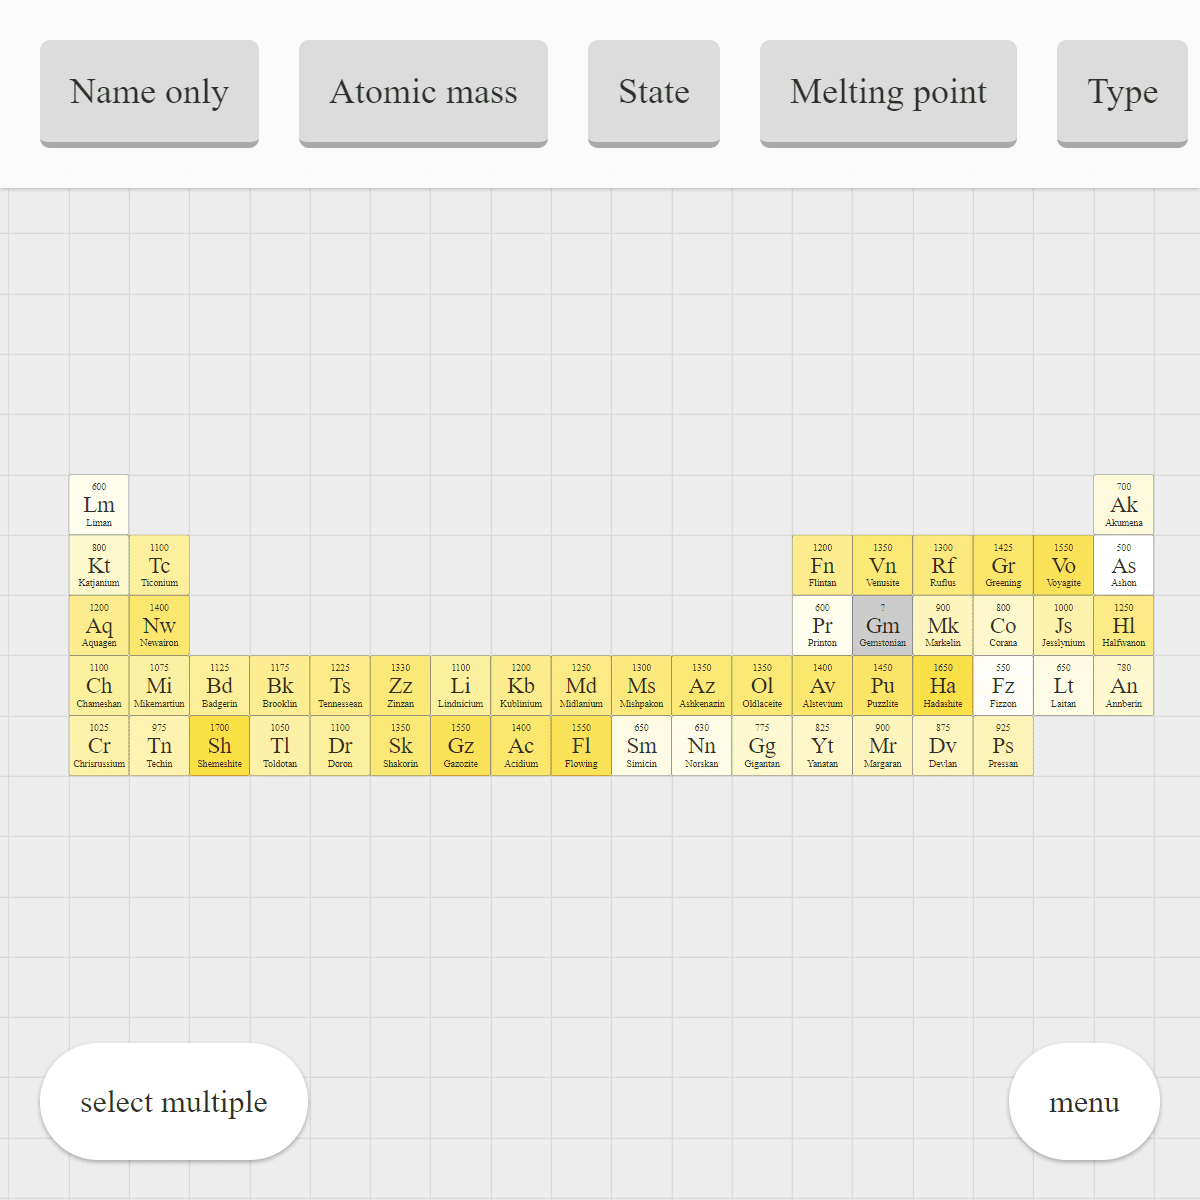 Name only Atomic mass State Melting point Type
600 700
Lm Ak
Liman Akumena
800 1100 1200 1350 1300 1425 1550 500
Kt Tc Fn Vn Rf Gr Vo As
Katjanium Ticonium Flintan Venusite Ruflus Greening Voyagite Ashon
1200 1400 600 ? 900 800 1000 1250
Aq Nw Pr Gm Mk Co Js Hl
Aquagen Newairon Printon Gemstonian Markelin Corana Jesslynium Halfwanon
1100 1075 1125 1175 1225 1330 1100 1200 1250 1300 1350 1350 1400 1450 1650 550 650 780
Ch Mi Bd Bk Ts Zz Li Kb Md Ms Az Ol Av Pu Ha Fz Lt An
Chameshan Mikemartiun Badgerin Brooklin Tennessean Zinzan Lindnicium Kublinium Midlanium Mishpakon Ashkenazin Oldlaceite Alstevium Puzzlite Hadashite Fizzon Laitan Annberin
1025 975 1700 1050 1100 1350 1550 1400 1550 650 630 775 825 900 875 925
Cr Tn Sh Tl Dr Sk Gz Ac Fl Sm Nn Gg Yt Mr Dv Ps
Chrisrussium Techin Shemeshite Toldotan Doron Shakorin Gazozite Acidium Flowing Simicin Norskan Gigantan Yanatan Margaran Devlan Pressan
select multiple menu